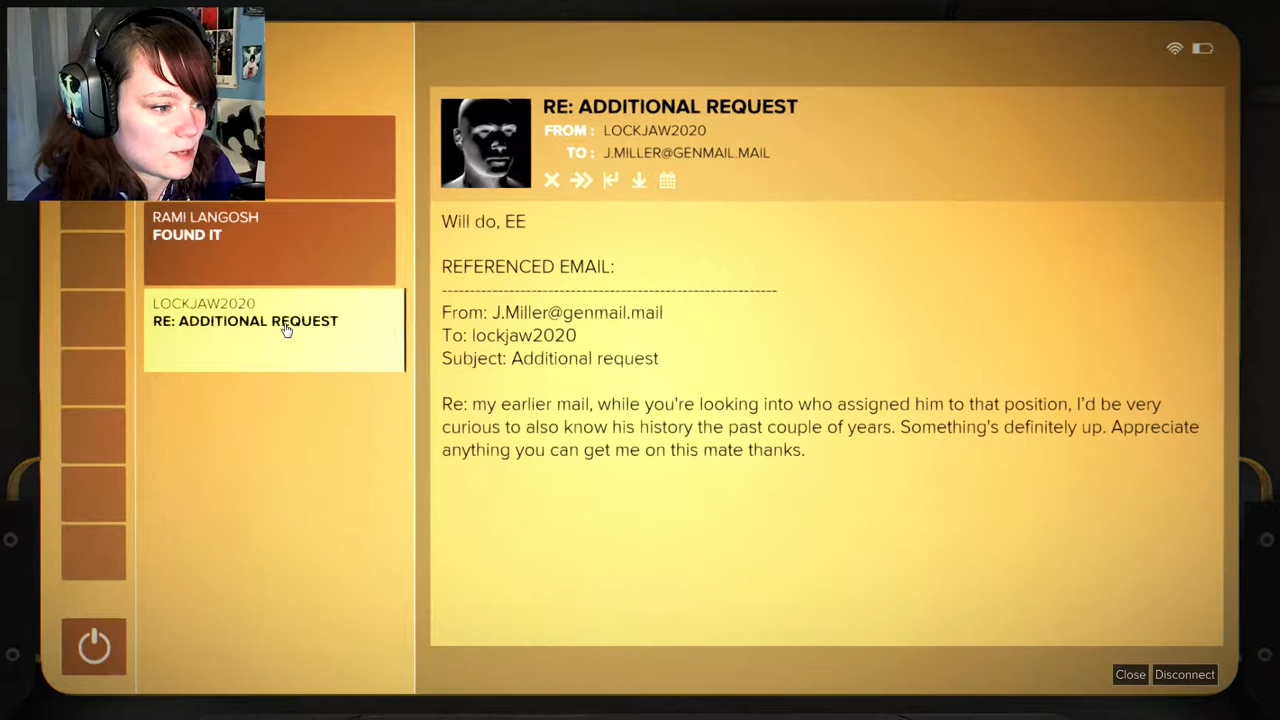 RAMI LANGOSH
FOUND IT
LOCKJAW2020
RE: ADDITIONAL REQUEST
RE: ADDITIONAL REQUEST
FROM : LOCKJAW2020
TO : J.MILLER@GENMAIL.MAIL
Will do, EE
REFERENCED EMAIL:
------------------------------------------------------------
From: J.Miller@genmail.mail
To: lockjaw2020
Subject: Additional request
Re: my earlier mail, while you're looking into who assigned him to that position, I'd be very
curious to also know his history the past couple of years. Something's definitely up. Appreciate
anything you can get me on this mate thanks.
Close Disconnect